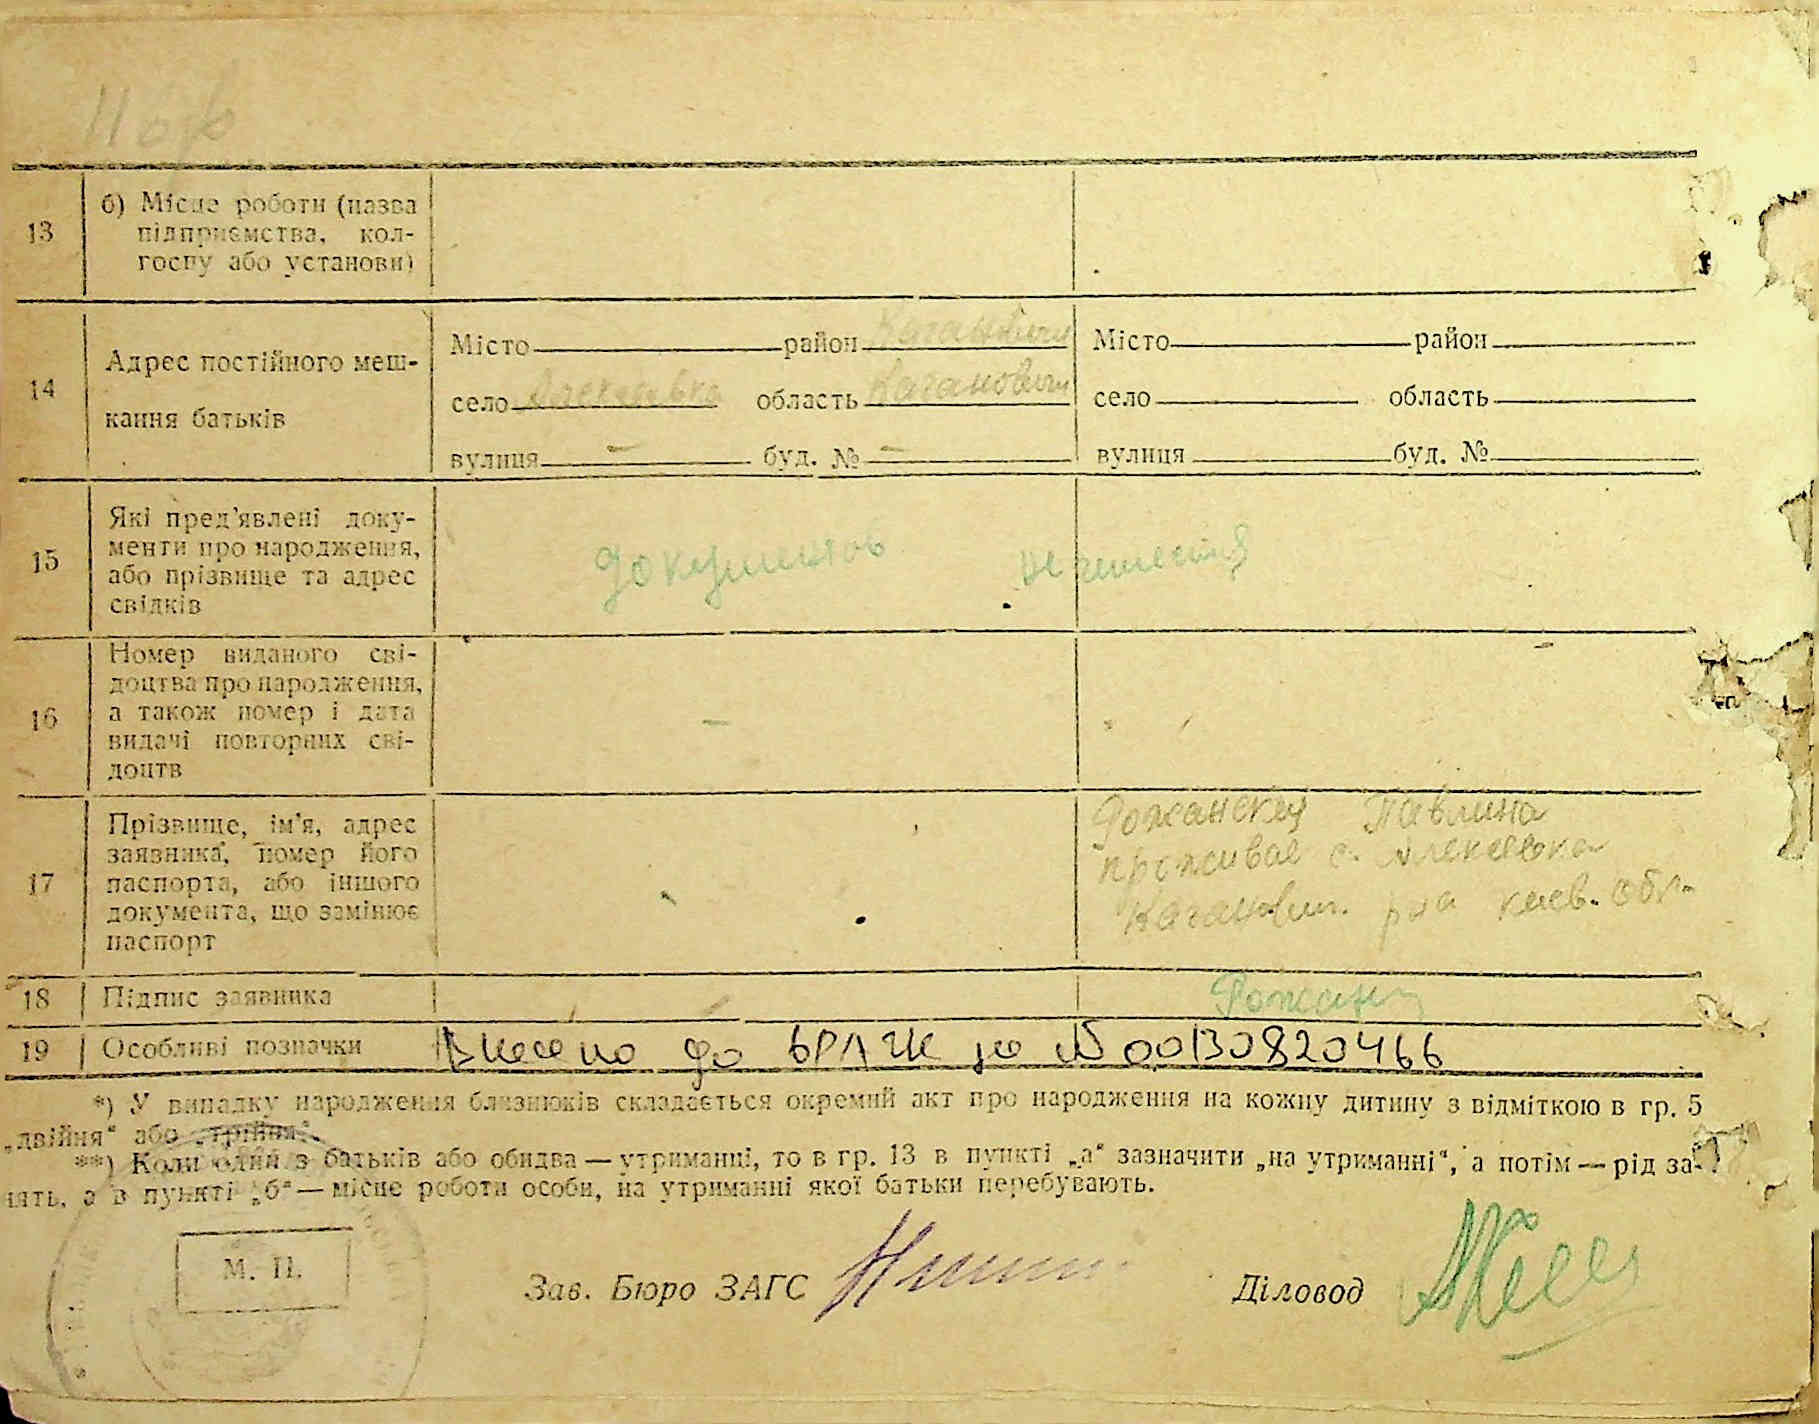 13
б) Місце роботи (назва
підприємства, кол-
госпу або установи)
14
Адрес постійного меш-
кання батьків
Місто район Каганович
село область Каганович
вулиця — буд. № —
Місто район
село область
вулиця буд. №
15
Які пред'явлені доку-
менти про народження,
або прізвище та адрес
свідків
документов не
16
Номер виданого сві-
доцтва про народження,
а також номер і дата
видачі повторних сві-
доцтв
—
17
Прізвище, ім'я, адрес
заявника, номер його
паспорта, або іншого
документа, що замінює
паспорт
Рожанская Павлина
проживае с. Алексеевка
Каганович. р-на киев. обл-
18
Підпис заявника
19
Особливі позначки
Внесено до ДРАЦС за № 00130820466
*) У випадку народження близнюків складається окремий акт про народження на кожну дитину з відміткою в гр. 5
„двійня" або „трійня".
**) Коли один з батьків або обидва — утриманці, то в гр. 13 в пункті „а" зазначити „на утриманні", а потім — рід за-
нять, а в пункті „б" — місце роботи особи, на утриманні якої батьки перебувають.
М. П.
Зав. Бюро ЗАГС
Діловод